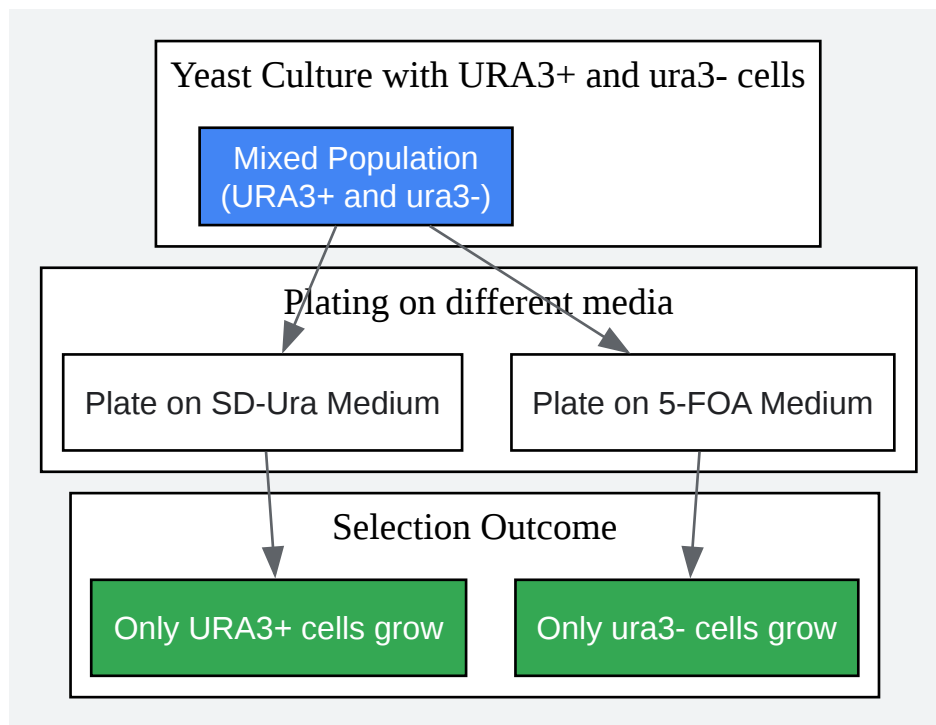 Yeast Culture with URA3+ and ura3- cells
Mixed Population
(URA3+ and ura3-)
Plating on different media
Plate on SD-Ura Medium
Plate on 5-FOA Medium
Selection Outcome
Only URA3+ cells grow
Only ura3- cells grow